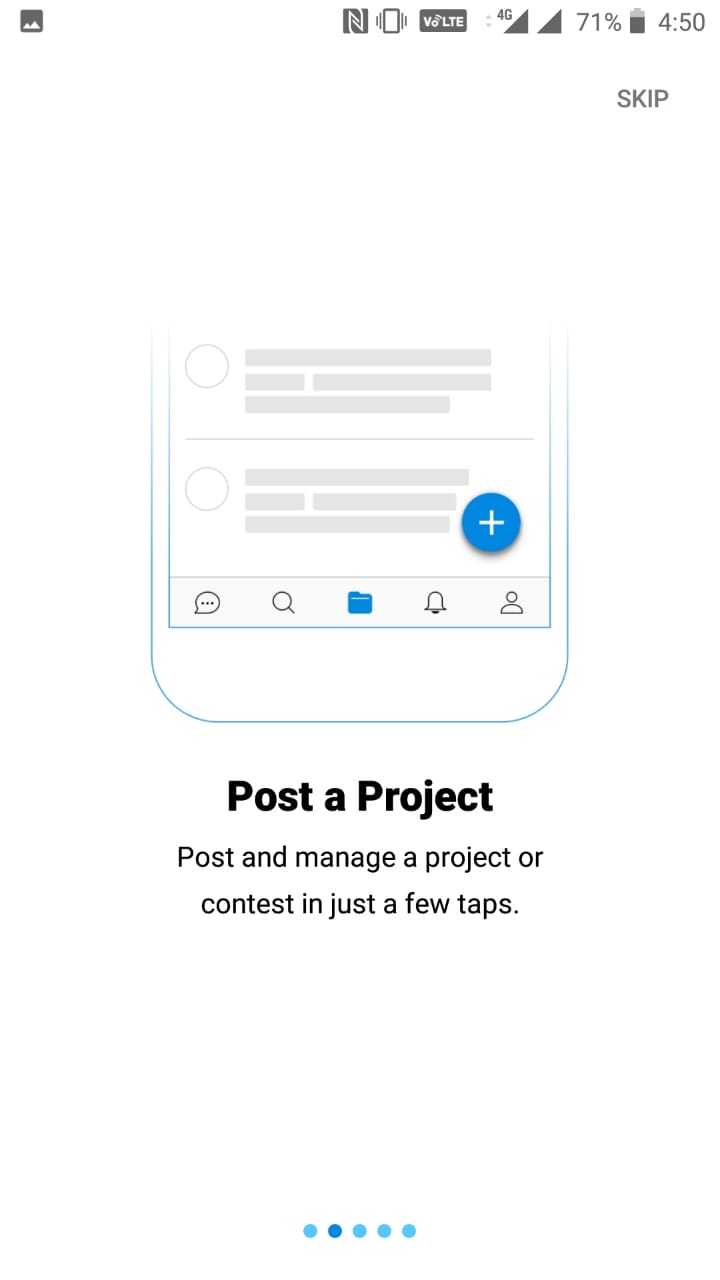 VoLTE 4G 71% 4:50
SKIP
Post a Project
Post and manage a project or
contest in just a few taps.